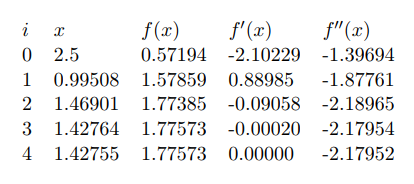 i x f(x) f′(x) f″(x)
0 2.5 0.57194 -2.10229 -1.39694
1 0.99508 1.57859 0.88985 -1.87761
2 1.46901 1.77385 -0.09058 -2.18965
3 1.42764 1.77573 -0.00020 -2.17954
4 1.42755 1.77573 0.00000 -2.17952